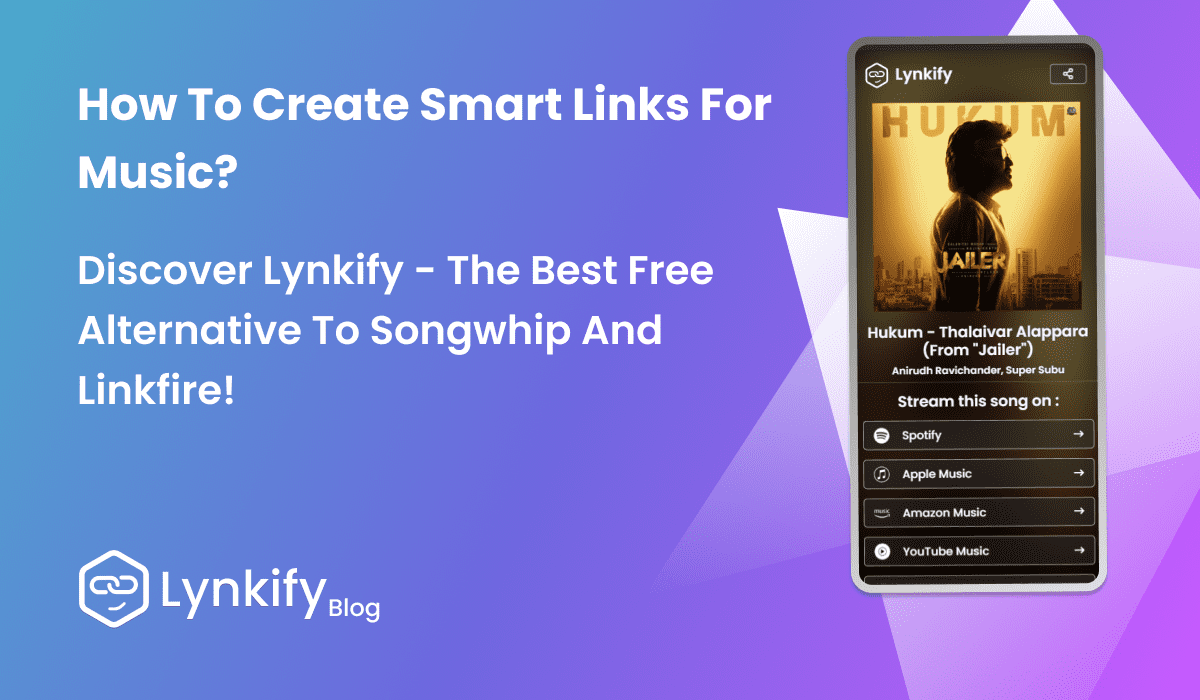 How To Create Smart Links For
Music?
Discover Lynkify - The Best Free
Alternative To Songwhip And
Linkfire!
Lynkify Blog
Lynkify
HUKUM
JAILER
Hukum - Thalaivar Alappara
(From "Jailer")
Anirudh Ravichander, Super Subu
Stream this song on :
Spotify
Apple Music
music
Amazon Music
YouTube Music